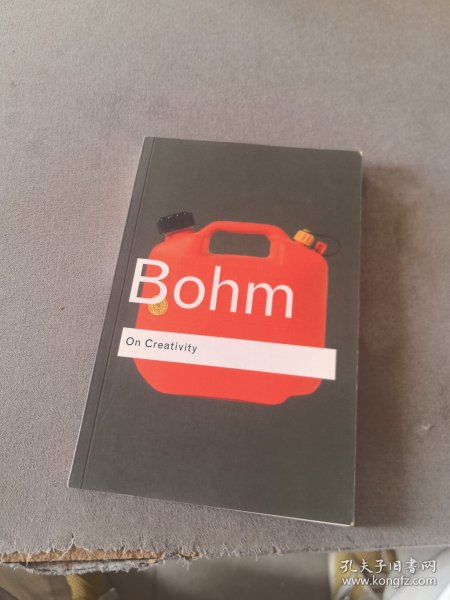 Bohm
On Creativity
孔夫子旧书网
www.kongfz.com